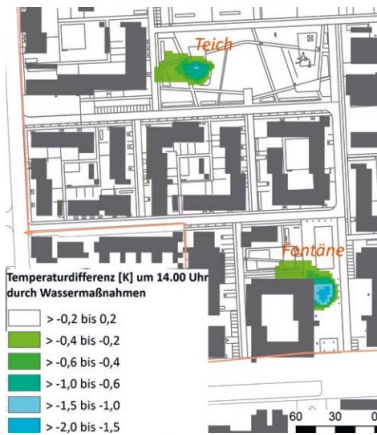 Teich
Fontäne
Temperaturdifferenz [K] um 14.00 Uhr
durch Wassermaßnahmen
> -0,2 bis 0,2
> -0,4 bis -0,2
> -0,6 bis -0,4
> -1,0 bis -0,6
> -1,5 bis -1,0
> -2,0 bis -1,5
60 30 0